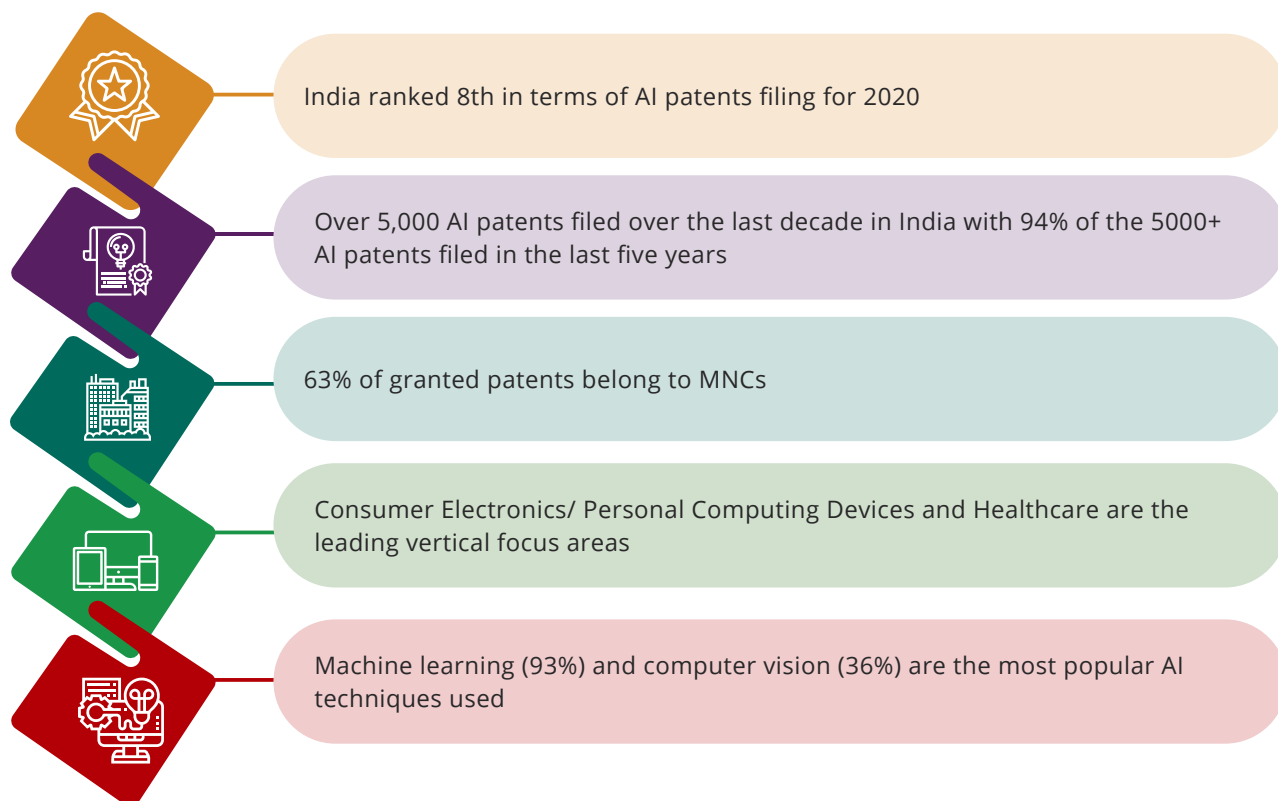 India ranked 8th in terms of AI patents filing for 2020
Over 5,000 AI patents filed over the last decade in India with 94% of the 5000+
AI patents filed in the last five years
63% of granted patents belong to MNCs
Consumer Electronics/ Personal Computing Devices and Healthcare are the
leading vertical focus areas
Machine learning (93%) and computer vision (36%) are the most popular AI
techniques used